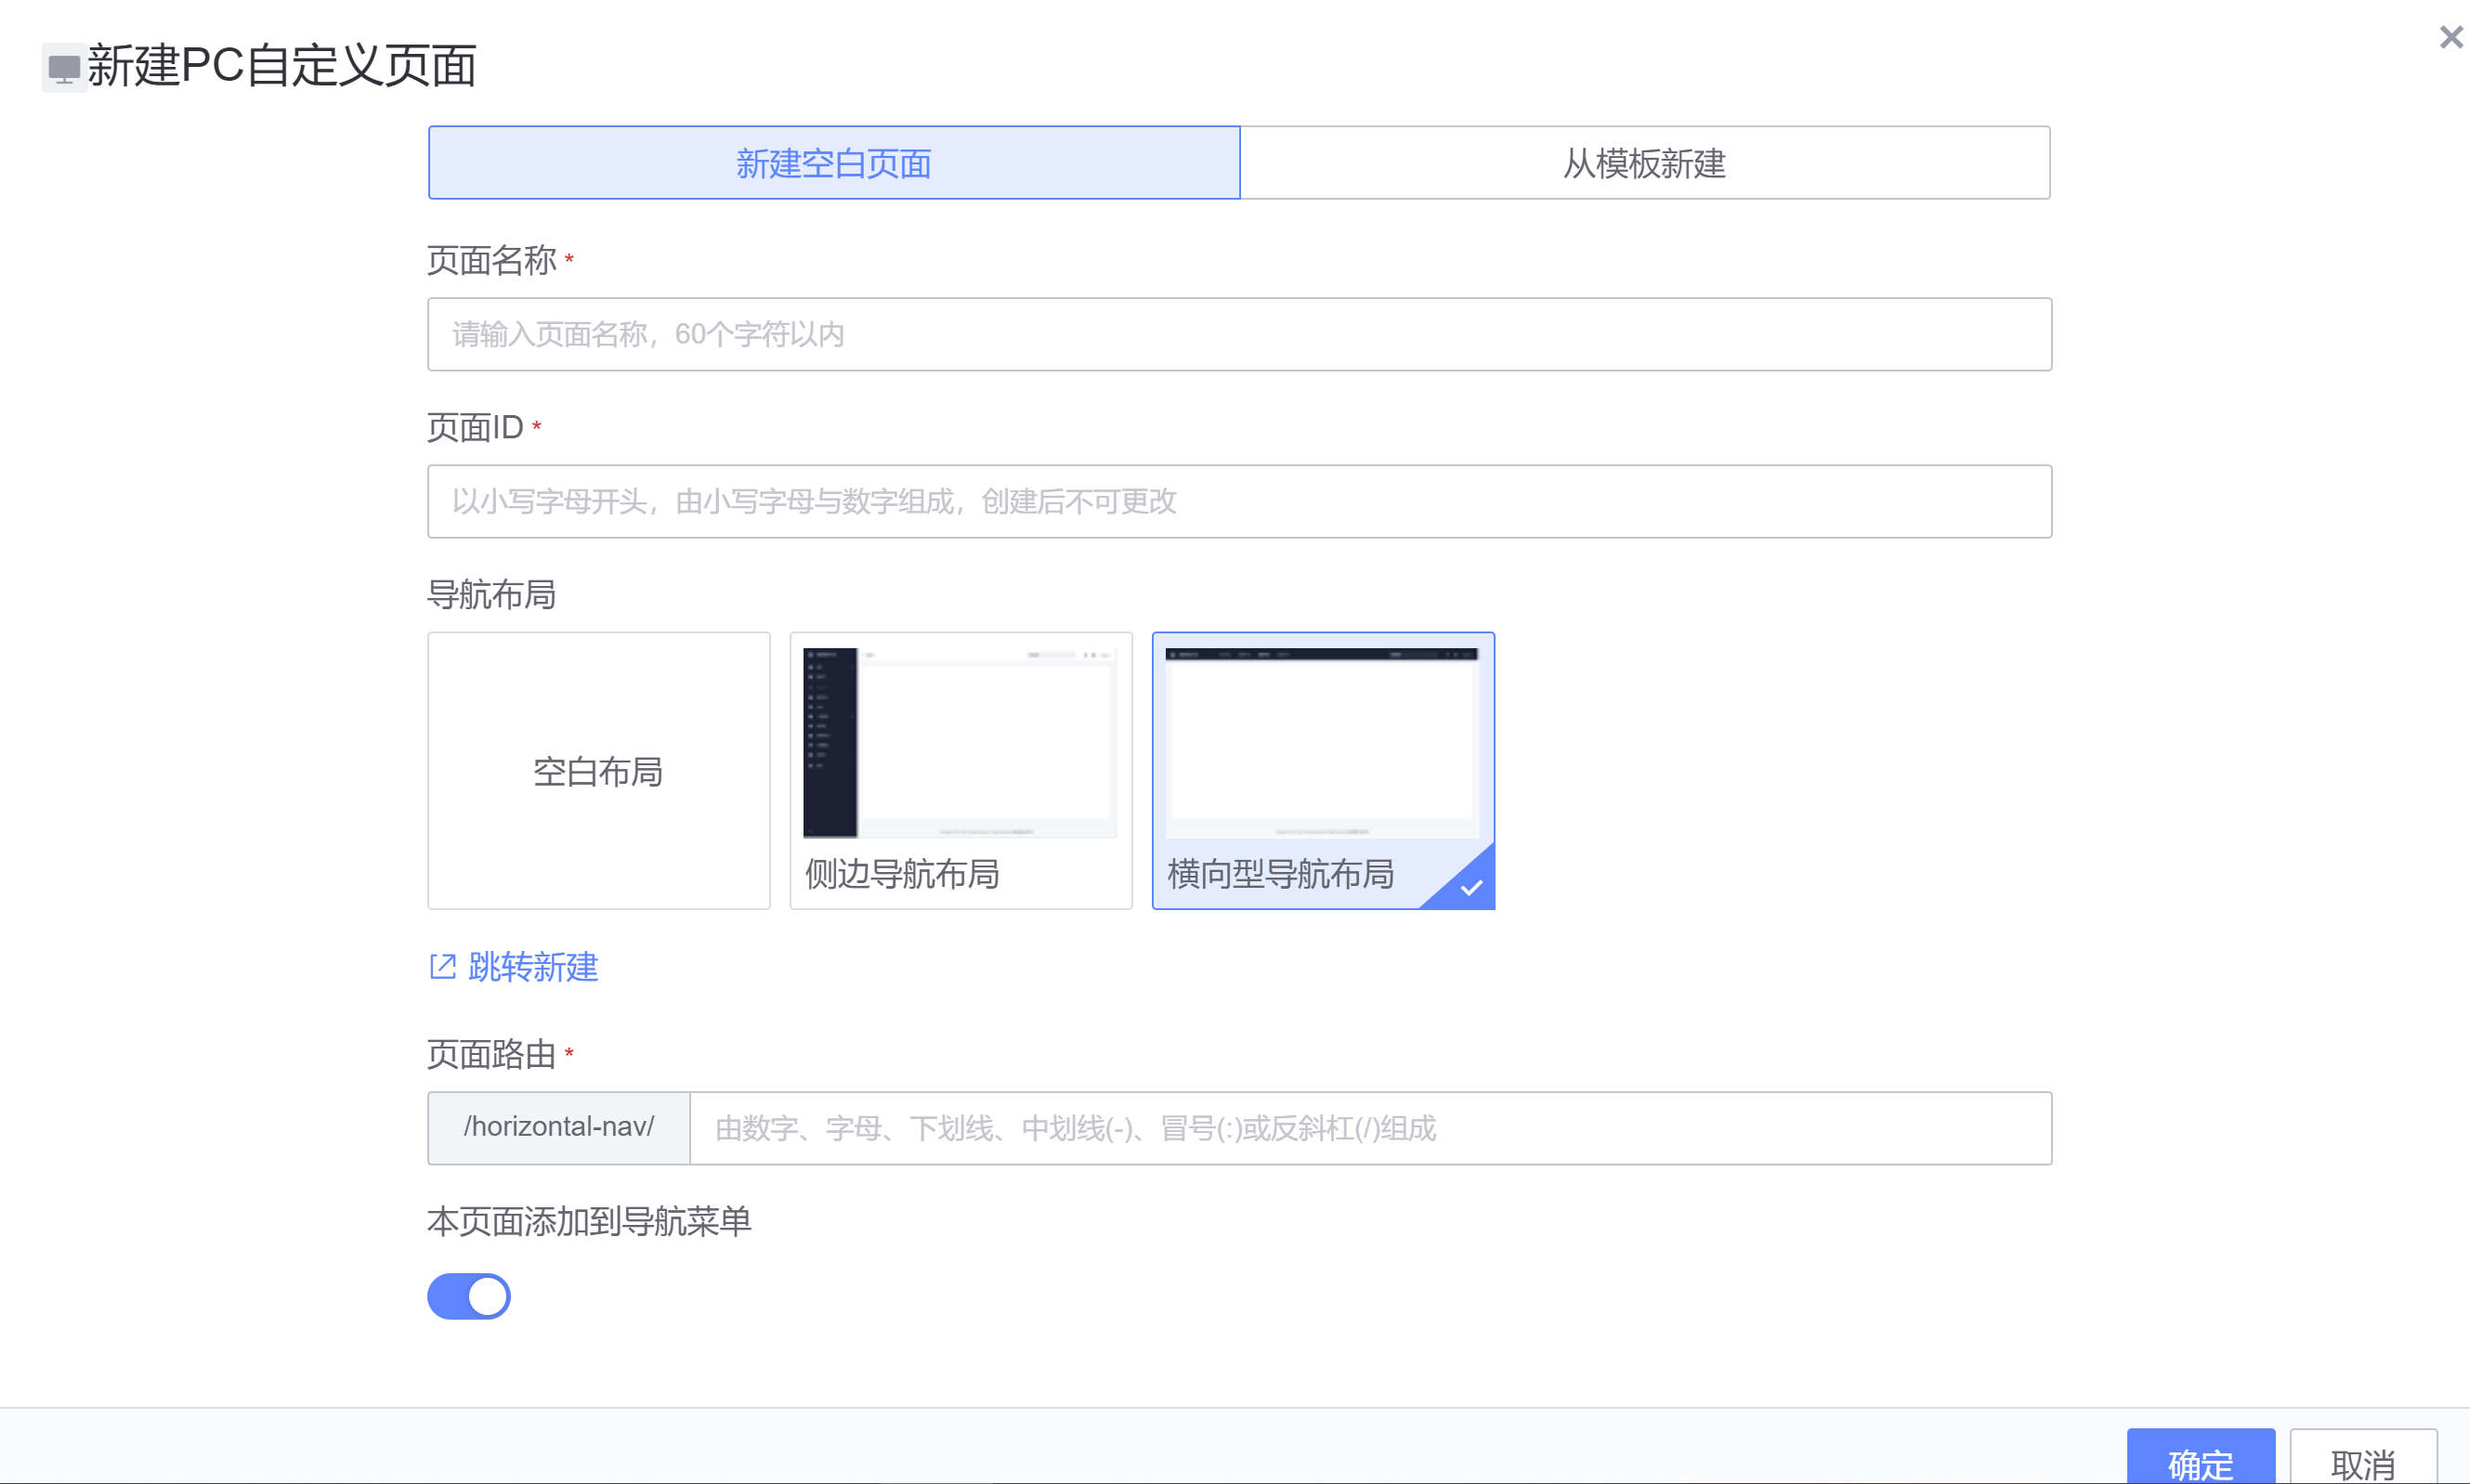 新建PC自定义页面
新建空白页面
从模板新建
页面名称 *
请输入页面名称，60个字符以内
页面ID *
以小写字母开头，由小写字母与数字组成，创建后不可更改
导航布局
空白布局
侧边导航布局
横向型导航布局
跳转新建
页面路由 *
/horizontal-nav/
由数字、字母、下划线、中划线(-)、冒号(:)或反斜杠(/)组成
本页面添加到导航菜单
确定
取消